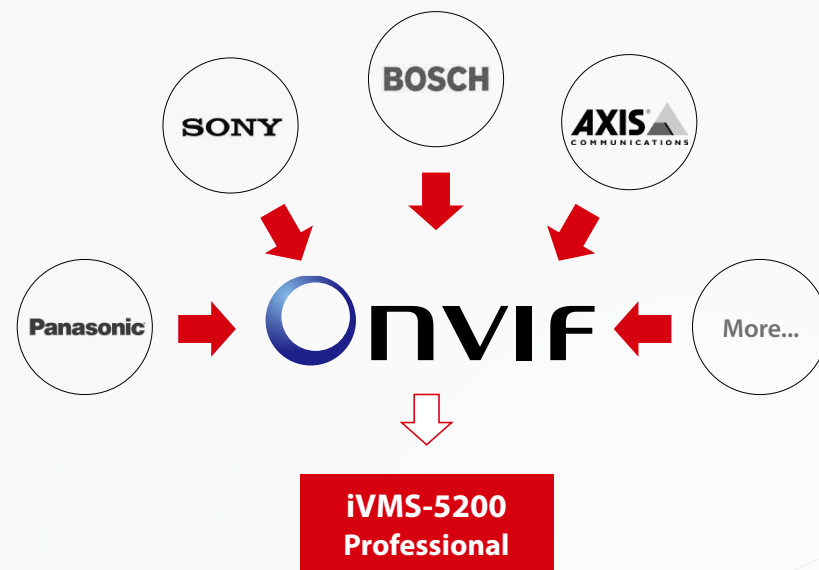 BOSCH
SONY
AXIS
COMMUNICATIONS
Panasonic
ONVIF
More...
iVMS-5200
Professional